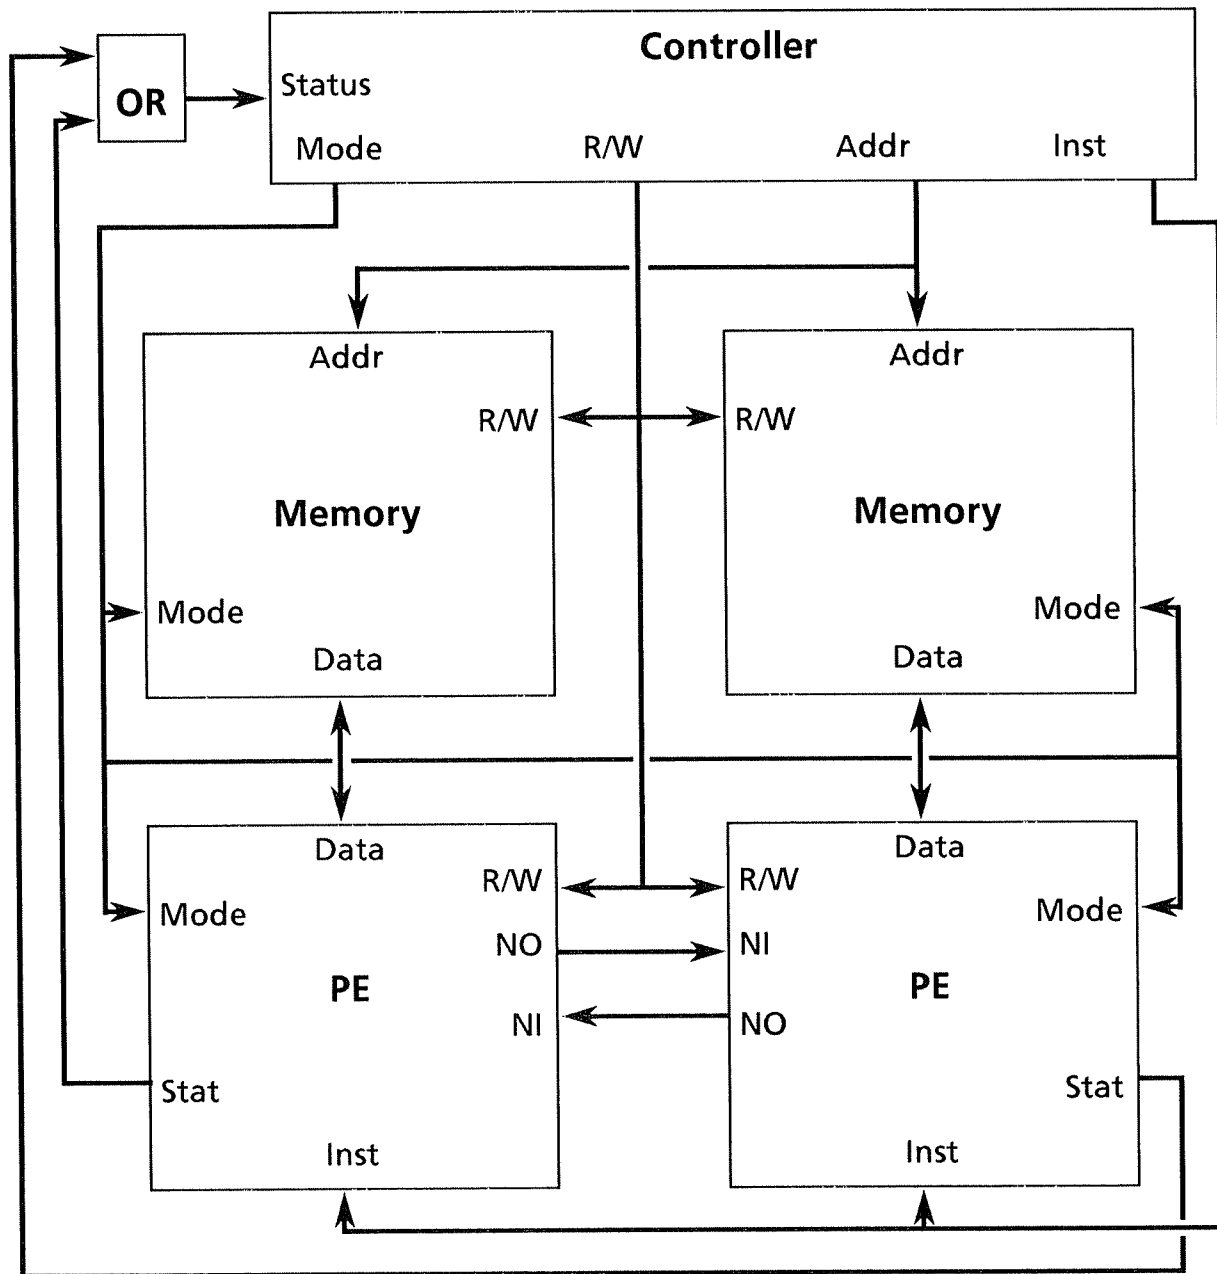 Controller
OR
Status
Mode R/W Addr Inst
Addr
R/W
Memory
Mode
Data
Addr
R/W
Memory
Mode
Data
Data
R/W
Mode
NO
PE
NI
Stat
Inst
Data
R/W
Mode
NI
PE
NO
Stat
Inst